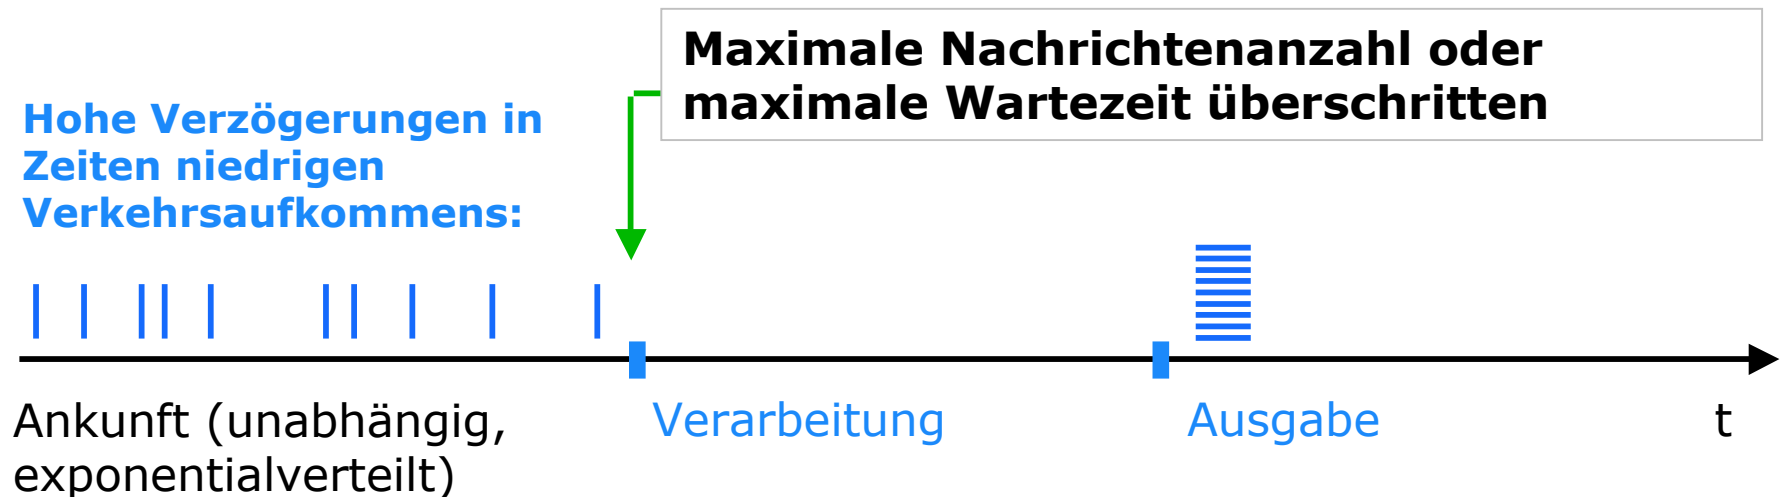 Maximale Nachrichtenanzahl oder
maximale Wartezeit überschritten
Hohe Verzögerungen in
Zeiten niedrigen
Verkehrsaufkommens:
Ankunft (unabhängig,
exponentialverteilt)
Verarbeitung
Ausgabe
t